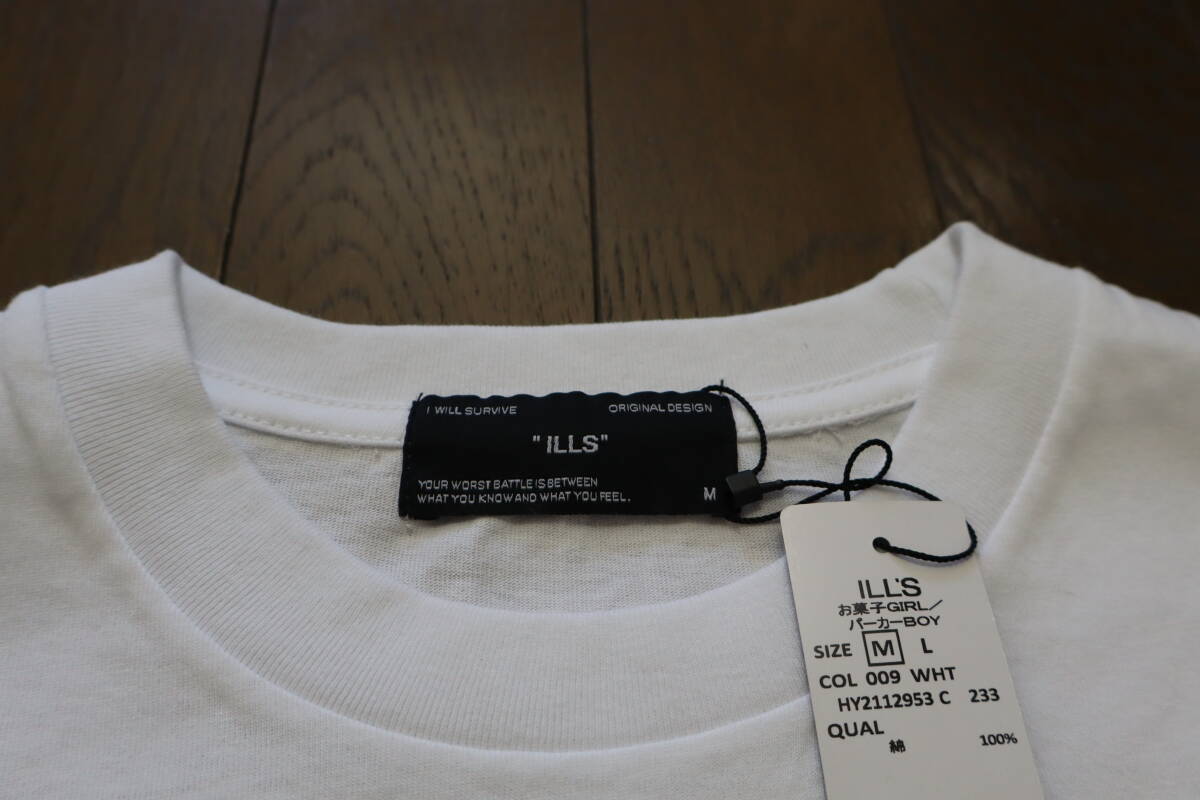 I WILL SURVIVE ORIGINAL DESIGN
"ILLS"
YOUR WORST BATTLE IS BETWEEN
WHAT YOU KNOW AND WHAT YOU FEEL. M
ILL'S
お菓子GIRL／
パーカーBOY
SIZE M L
COL 009 WHT
HY2112953 C 233
QUAL
綿 100%